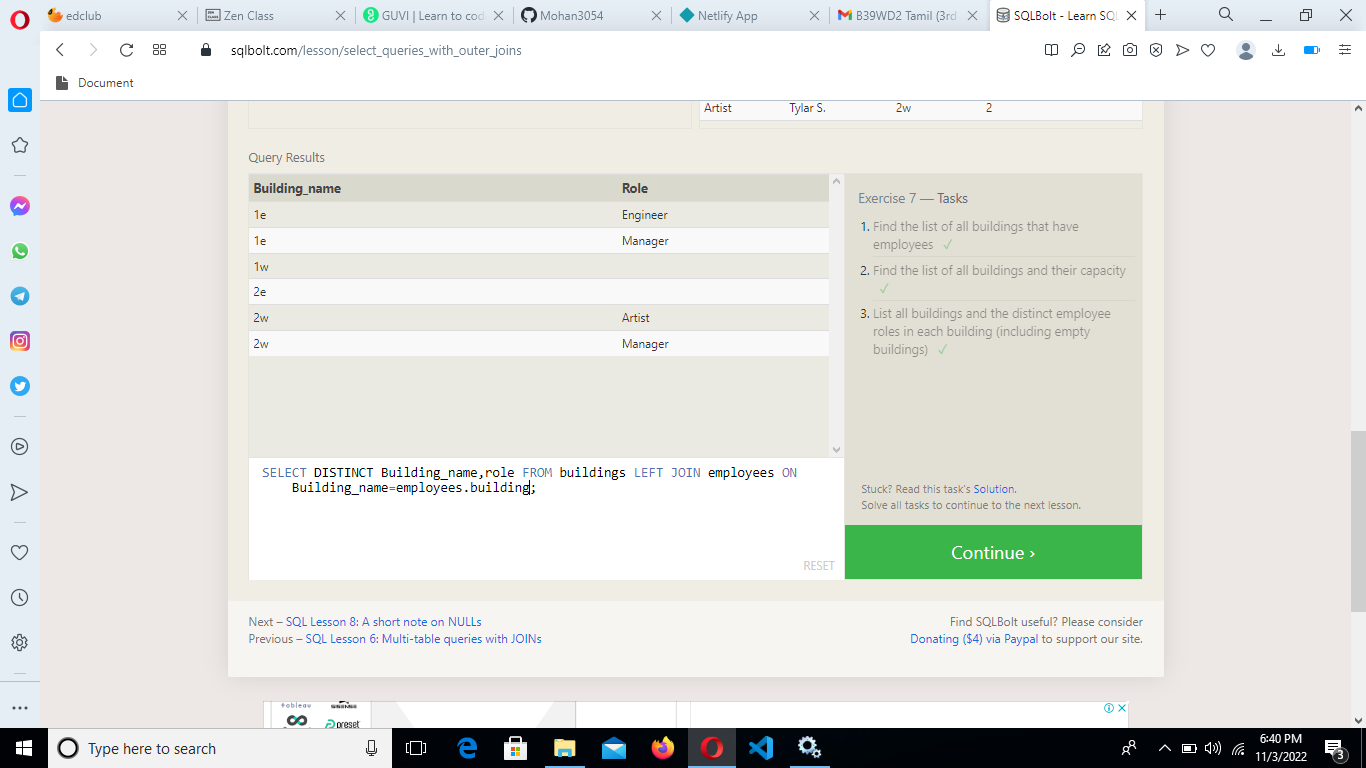 edclub
Zen Class
GUVI | Learn to cod
Mohan3054
Netlify App
B39WD2 Tamil (3rd
SQLBolt - Learn SQL
sqlbolt.com/lesson/select_queries_with_outer_joins
Document
Artist Tylar S. 2w 2
Query Results
Building_name Role
1e Engineer
1e Manager
1w
2e
2w Artist
2w Manager
Exercise 7 — Tasks
1. Find the list of all buildings that have
employees ✓
2. Find the list of all buildings and their capacity
✓
3. List all buildings and the distinct employee
roles in each building (including empty
buildings) ✓
SELECT DISTINCT Building_name,role FROM buildings LEFT JOIN employees ON
Building_name=employees.building;
RESET
Stuck? Read this task's Solution.
Solve all tasks to continue to the next lesson.
Continue ›
Next – SQL Lesson 8: A short note on NULLs
Previous – SQL Lesson 6: Multi-table queries with JOINs
Find SQLBolt useful? Please consider
Donating ($4) via Paypal to support our site.
preset
Type here to search
6:40 PM
11/3/2022
3